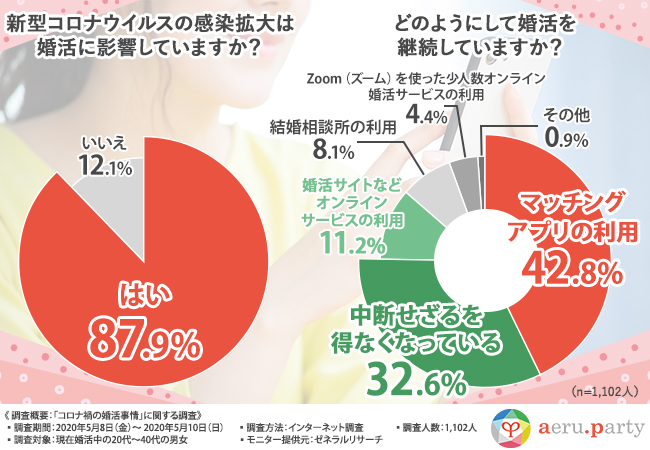 新型コロナウイルスの感染拡大は
婚活に影響していますか？
いいえ
12.1%
はい
87.9%
どのようにして婚活を
継続していますか？
Zoom（ズーム）を使った少人数オンライン
婚活サービスの利用
4.4%
その他
0.9%
結婚相談所の利用
8.1%
婚活サイトなど
オンライン
サービスの利用
11.2%
マッチング
アプリの利用
42.8%
中断せざるを
得なくなっている
32.6%
（n=1,102人）
《 調査概要：「コロナ禍の婚活事情」に関する調査》
・調査期間：2020年5月8日（金）〜 2020年5月10日（日）
・調査方法：インターネット調査
・調査人数：1,102人
・調査対象：現在婚活中の20代〜40代の男女
・モニター提供元：ゼネラルリサーチ
aeru.party